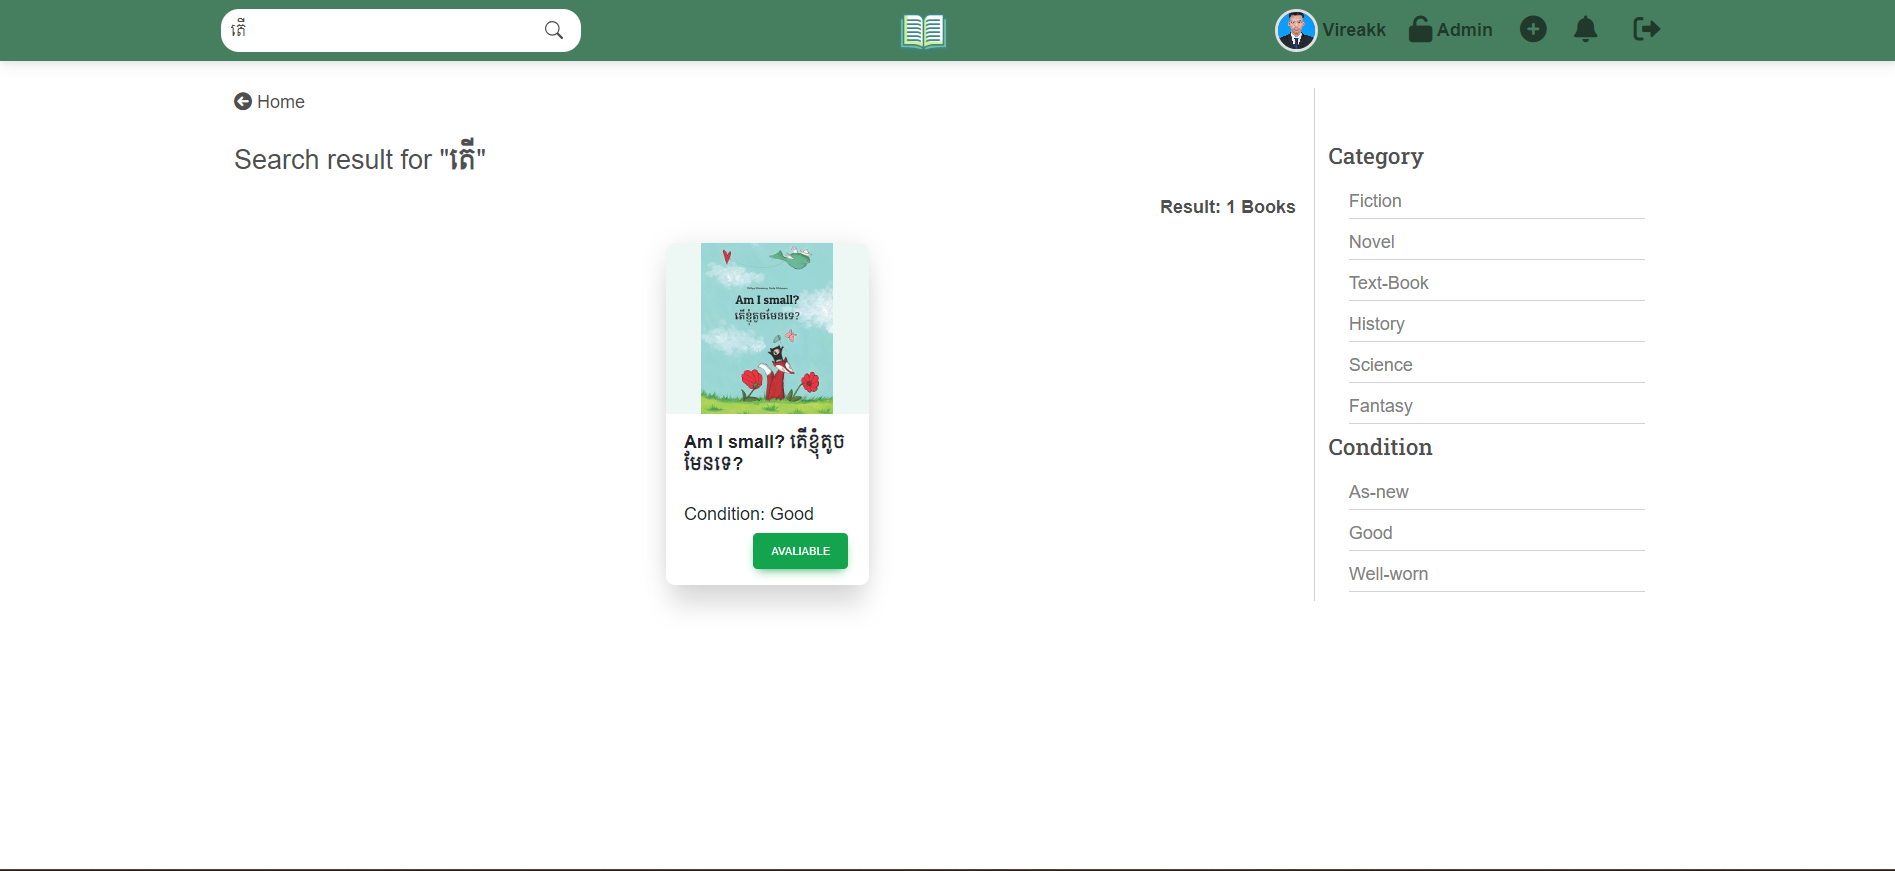 តើ
Vireakk
Admin
Home
Search result for "តើ"
Result: 1 Books
Am I small?
តើខ្ញុំតូចមែនទេ?
Am I small? តើខ្ញុំតូច
មែនទេ?
Condition: Good
AVALIABLE
Category
Fiction
Novel
Text-Book
History
Science
Fantasy
Condition
As-new
Good
Well-worn